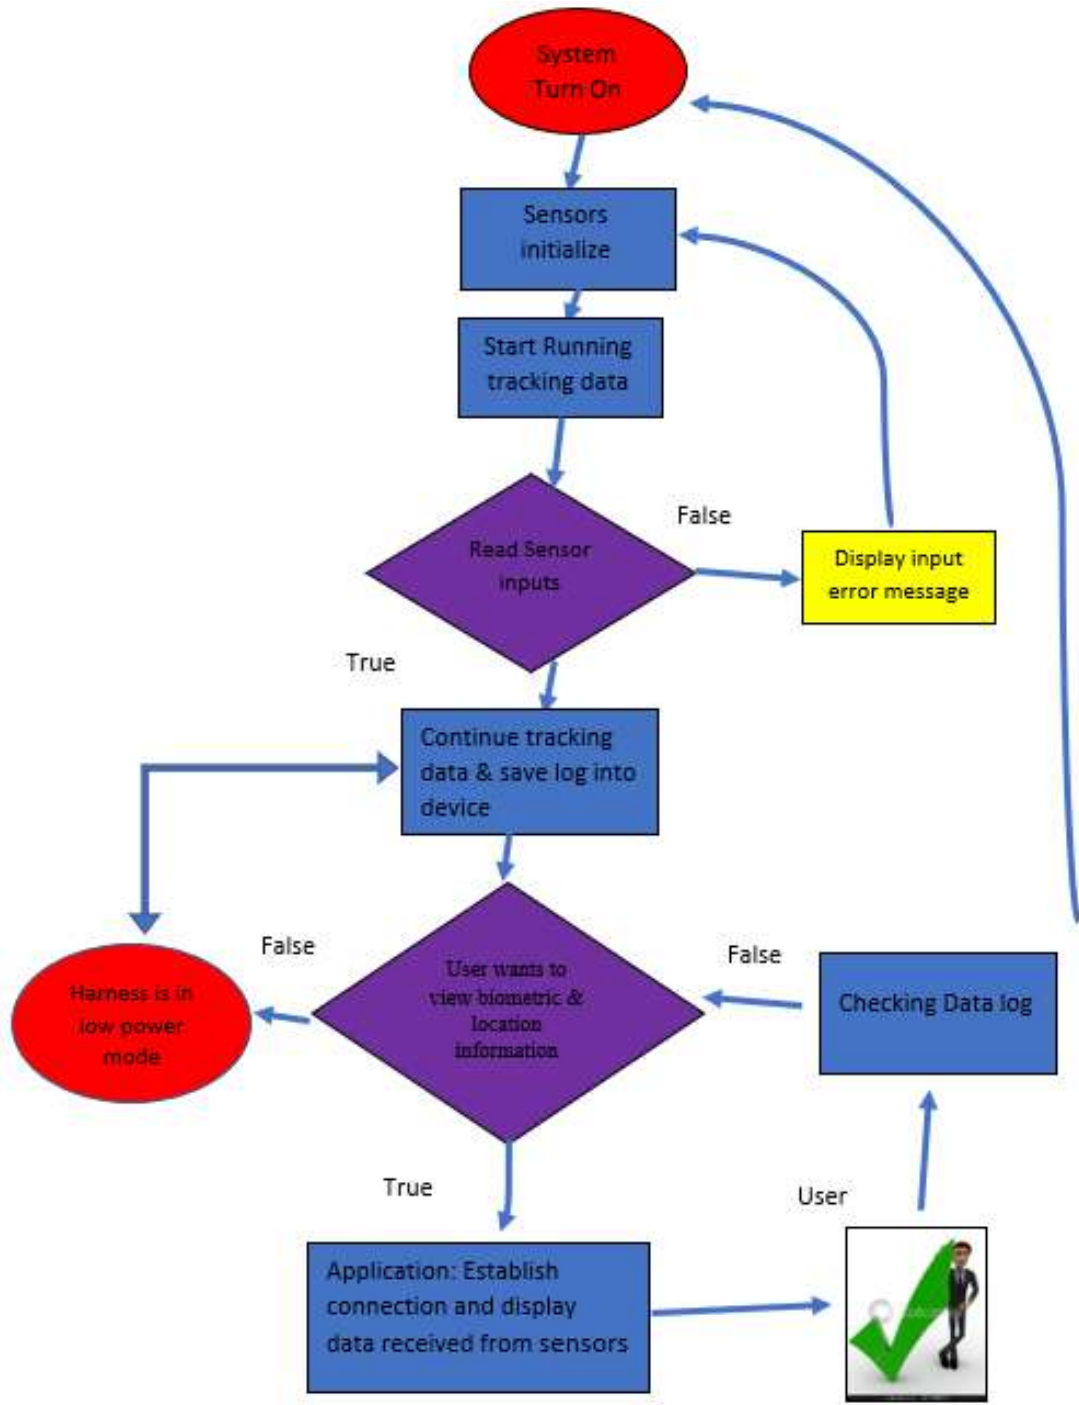 System
Turn On
Sensors
initialize
Start Running
tracking data
False
Read Sensor
inputs
Display input
error message
True
Continue tracking
data & save log into
device
False
False
User wants to
view biometric &
location
information
Harness is in
low power
mode
Checking Data log
True
User
Application: Establish
connection and display
data received from sensors